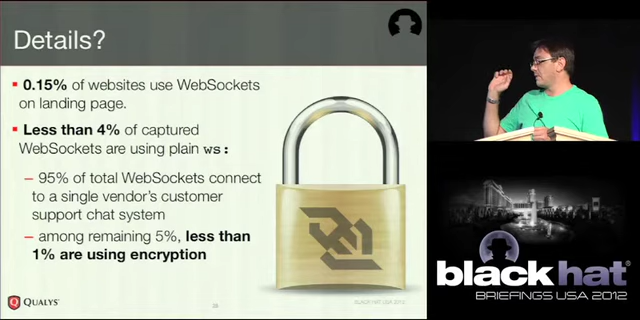 Details?
▪ 0.15% of websites use WebSockets
on landing page.
▪ Less than 4% of captured
WebSockets are using plain ws:
– 95% of total WebSockets connect
to a single vendor's customer
support chat system
– among remaining 5%, less than
1% are using encryption
QUALYS®
BLACK HAT USA 2012
black hat®
BRIEFINGS USA 2012